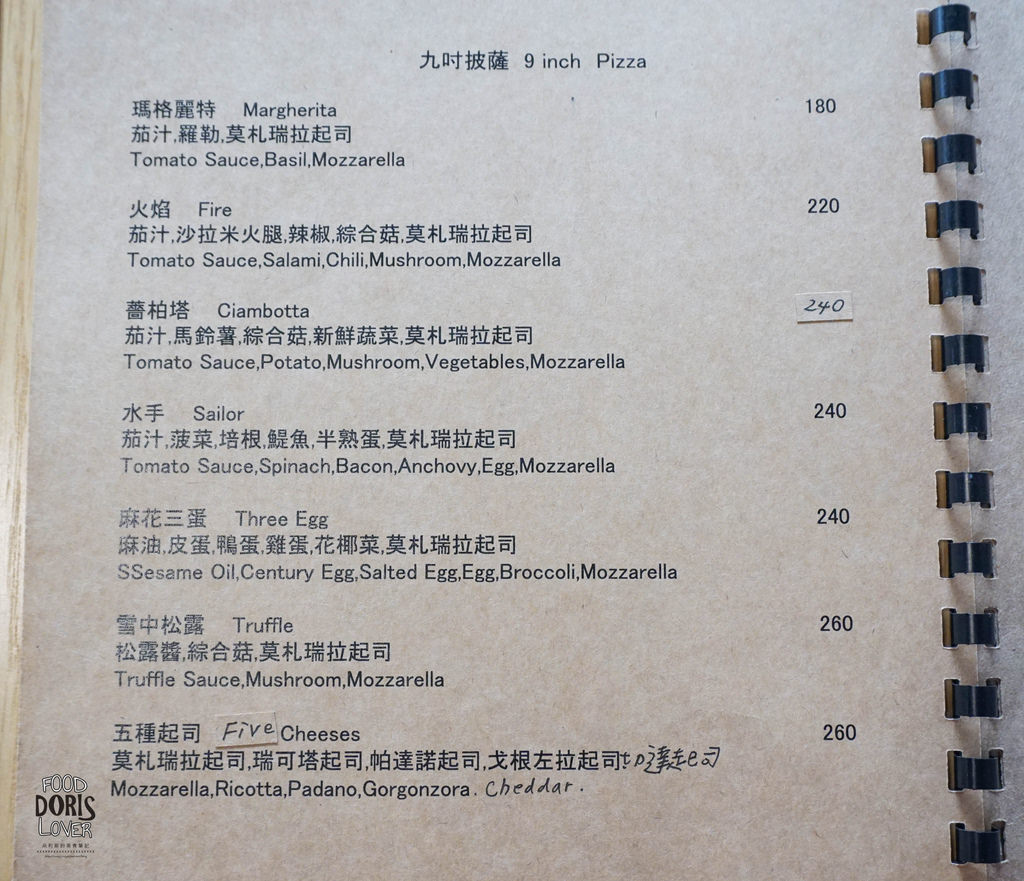 九吋披薩 9 inch Pizza
瑪格麗特 Margherita 180
茄汁,羅勒,莫札瑞拉起司
Tomato Sauce,Basil,Mozzarella
火焰 Fire 220
茄汁,沙拉米火腿,辣椒,綜合菇,莫札瑞拉起司
Tomato Sauce,Salami,Chili,Mushroom,Mozzarella
薔柏塔 Ciambotta 240
茄汁,馬鈴薯,綜合菇,新鮮蔬菜,莫札瑞拉起司
Tomato Sauce,Potato,Mushroom,Vegetables,Mozzarella
水手 Sailor 240
茄汁,菠菜,培根,鯷魚,半熟蛋,莫札瑞拉起司
Tomato Sauce,Spinach,Bacon,Anchovy,Egg,Mozzarella
麻花三蛋 Three Egg 240
麻油,皮蛋,鴨蛋,雞蛋,花椰菜,莫札瑞拉起司
SSesame Oil,Century Egg,Salted Egg,Egg,Broccoli,Mozzarella
雪中松露 Truffle 260
松露醬,綜合菇,莫札瑞拉起司
Truffle Sauce,Mushroom,Mozzarella
五種起司 Five Cheeses 260
莫札瑞拉起司,瑞可塔起司,帕達諾起司,戈根左拉起司,巧達起司
Mozzarella,Ricotta,Padano,Gorgonzora. Cheddar.
FOOD
DORIS
LOVER